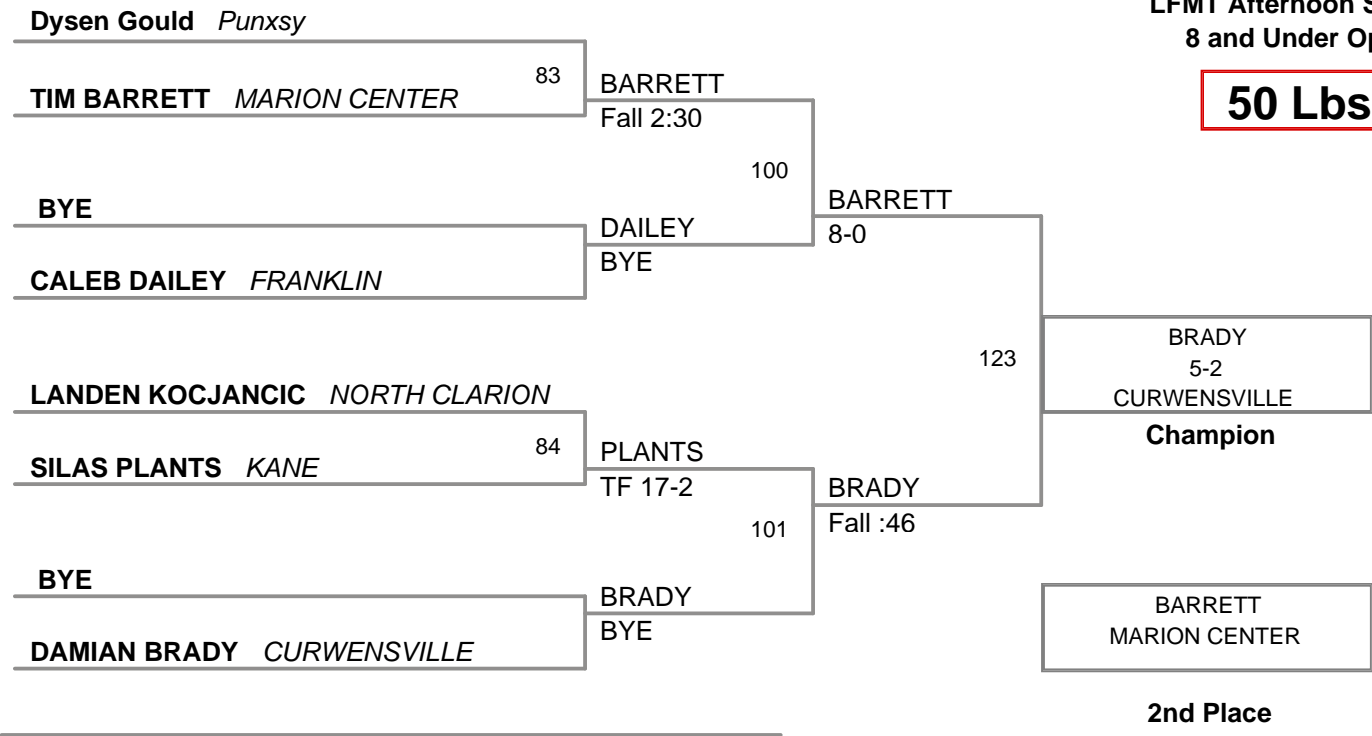 LFMT Afternoon S
8 and Under Op
50 Lbs
Dysen Gould Punxsy
83
TIM BARRETT MARION CENTER
BARRETT
Fall 2:30
100
BYE
DAILEY
BYE
CALEB DAILEY FRANKLIN
BARRETT
8-0
123
LANDEN KOCJANCIC NORTH CLARION
84
SILAS PLANTS KANE
PLANTS
TF 17-2
101
BYE
BRADY
BYE
DAMIAN BRADY CURWENSVILLE
BRADY
Fall :46
BRADY
5-2
CURWENSVILLE
Champion
BARRETT
MARION CENTER
2nd Place